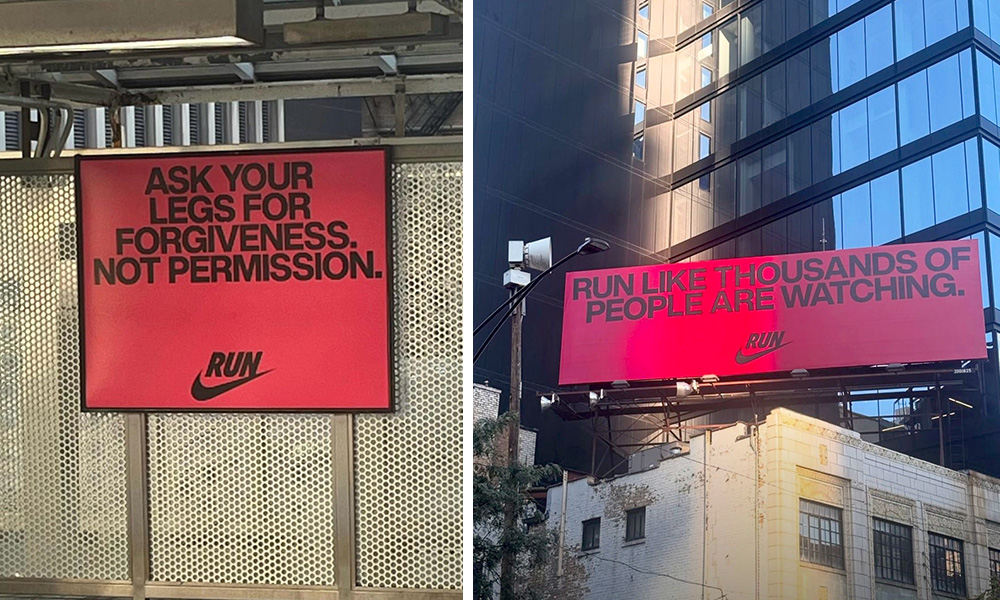 ASK YOUR
LEGS FOR
FORGIVENESS.
NOT PERMISSION.
RUN
RUN LIKE THOUSANDS OF
PEOPLE ARE WATCHING.
RUN